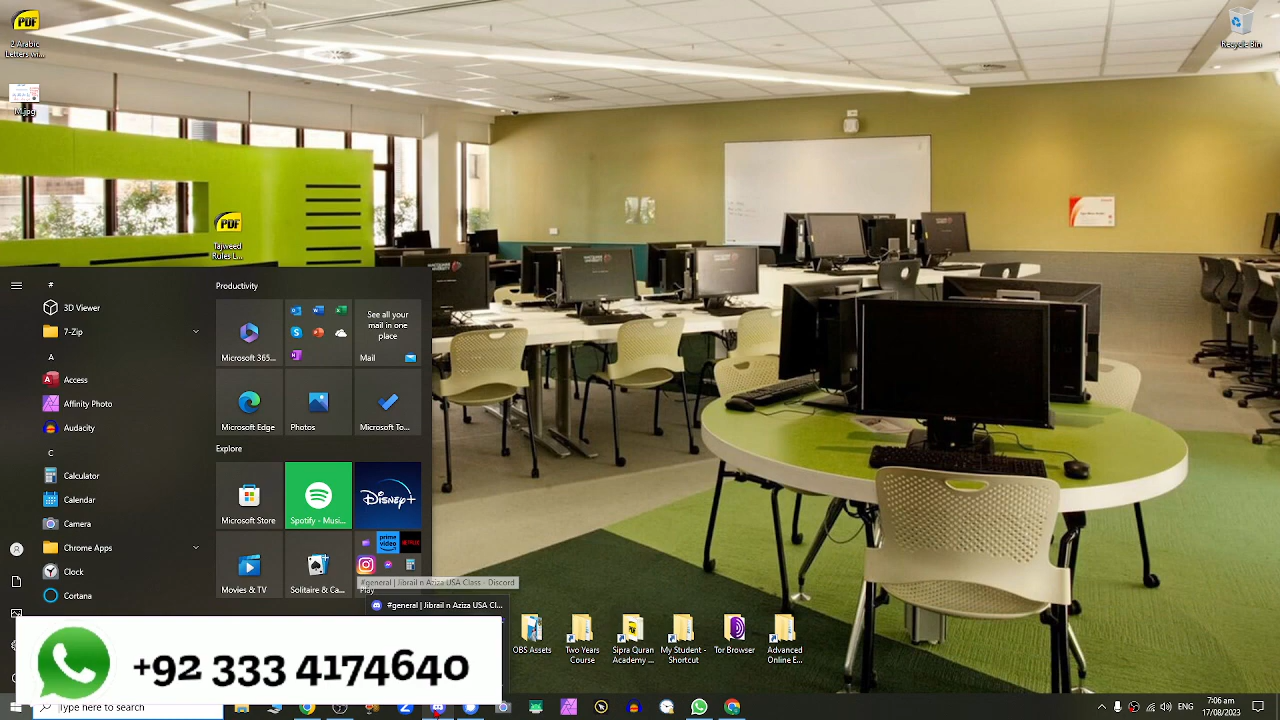 PDF
2 Arabic
Letters wi...
M.jpg
PDF
Tajweed
Rules L...
Recycle Bin
#
3D Viewer
7-Zip
A
Access
Affinity Photo
Audacity
C
Calculator
Calendar
Camera
Chrome Apps
Clock
Cortana
Productivity
Microsoft 365...
See all your
mail in one
place
Mail
Microsoft Edge
Photos
Microsoft To...
Explore
Microsoft Store
Spotify - Musi...
Disney+
prime video
NETFLIX
Movies & TV
Solitaire & Ca...
Play
#general | Jibrail n Aziza USA Class - Discord
#general | Jibrail n Aziza USA Cl...
OBS Assets
Two Years
Course
PDF
Sipra Quran
Academy ...
My Student -
Shortcut
Tor Browser
Advanced
Online E...
+92 333 4174640
Type here to search
7:06 am
17/08/2023